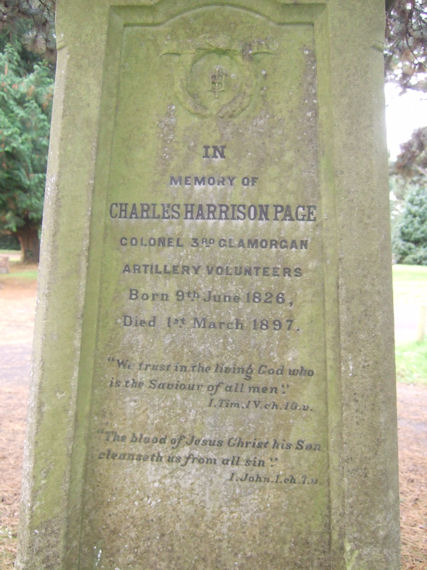 IN
MEMORY OF
CHARLES HARRISON PAGE
COLONEL 3RD GLAMORGAN
ARTILLERY VOLUNTEERS
Born 9th June 1826,
Died 1st March 1897.
"We trust in the living God who
is the Saviour of all men".
I.Tim.IV.ch.10.v.
"The blood of Jesus Christ his Son
cleanseth us from all sin".
I.John.I.ch.7.v.